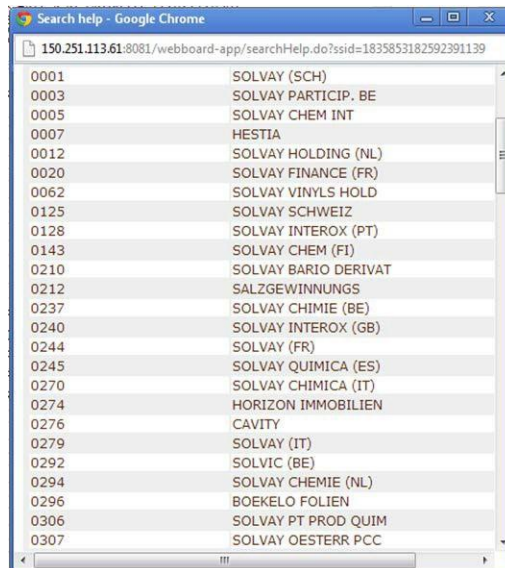 Search help - Google Chrome
150.251.113.61:8081/webboard-app/searchHelp.do?ssid=1835853182592391139
0001 SOLVAY (SCH)
0003 SOLVAY PARTICIP. BE
0005 SOLVAY CHEM INT
0007 HESTIA
0012 SOLVAY HOLDING (NL)
0020 SOLVAY FINANCE (FR)
0062 SOLVAY VINYLS HOLD
0125 SOLVAY SCHWEIZ
0128 SOLVAY INTEROX (PT)
0143 SOLVAY CHEM (FI)
0210 SOLVAY BARIO DERIVAT
0212 SALZGEWINNUNGS
0237 SOLVAY CHIMIE (BE)
0240 SOLVAY INTEROX (GB)
0244 SOLVAY (FR)
0245 SOLVAY QUIMICA (ES)
0270 SOLVAY CHIMICA (IT)
0274 HORIZON IMMOBILIEN
0276 CAVITY
0279 SOLVAY (IT)
0292 SOLVIC (BE)
0294 SOLVAY CHEMIE (NL)
0296 BOEKELO FOLIEN
0306 SOLVAY PT PROD QUIM
0307 SOLVAY OESTERR PCC